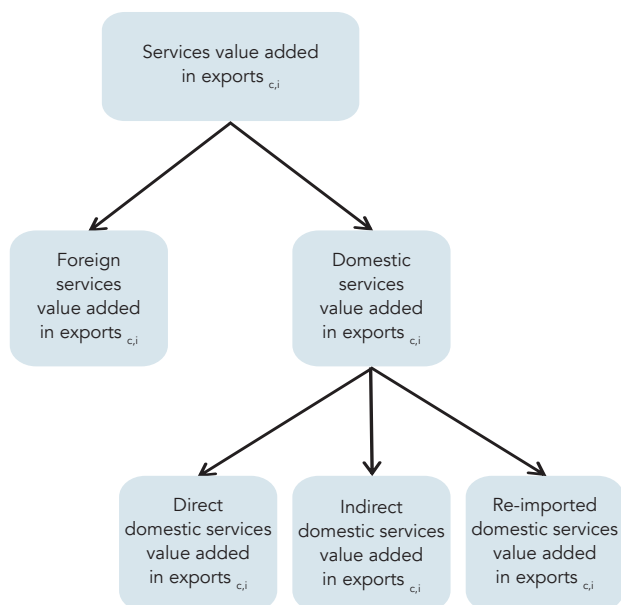 Services value added
in exports c,i
Foreign
services
value added
in exports c,i
Domestic
services
value added
in exports c,i
Direct
domestic services
value added
in exports c,i
Indirect
domestic services
value added
in exports c,i
Re-imported
domestic services
value added
in exports c,i